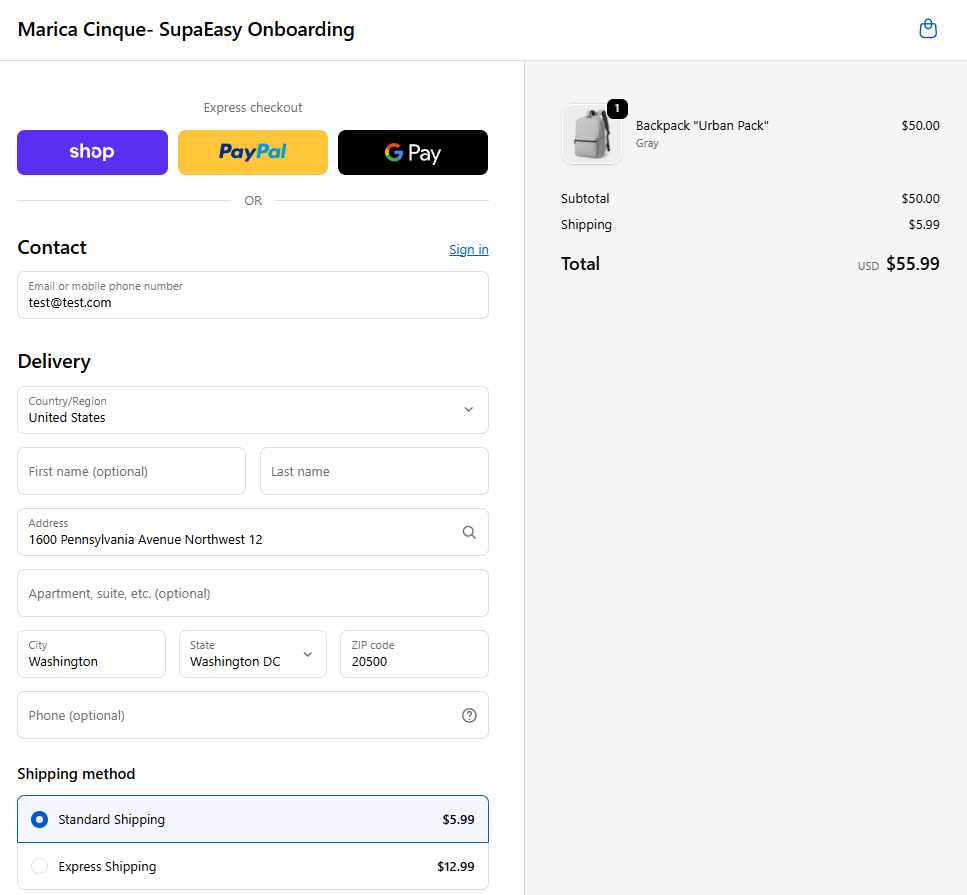 Marica Cinque- SupaEasy Onboarding
Express checkout
shop
PayPal
G Pay
OR
Contact
Sign in
Email or mobile phone number
test@test.com
Delivery
Country/Region
United States
First name (optional)
Last name
Address
1600 Pennsylvania Avenue Northwest 12
Apartment, suite, etc. (optional)
City
Washington
State
Washington DC
ZIP code
20500
Phone (optional)
?
Shipping method
Standard Shipping $5.99
Express Shipping $12.99
1
Backpack "Urban Pack" $50.00
Gray
Subtotal $50.00
Shipping $5.99
Total USD $55.99